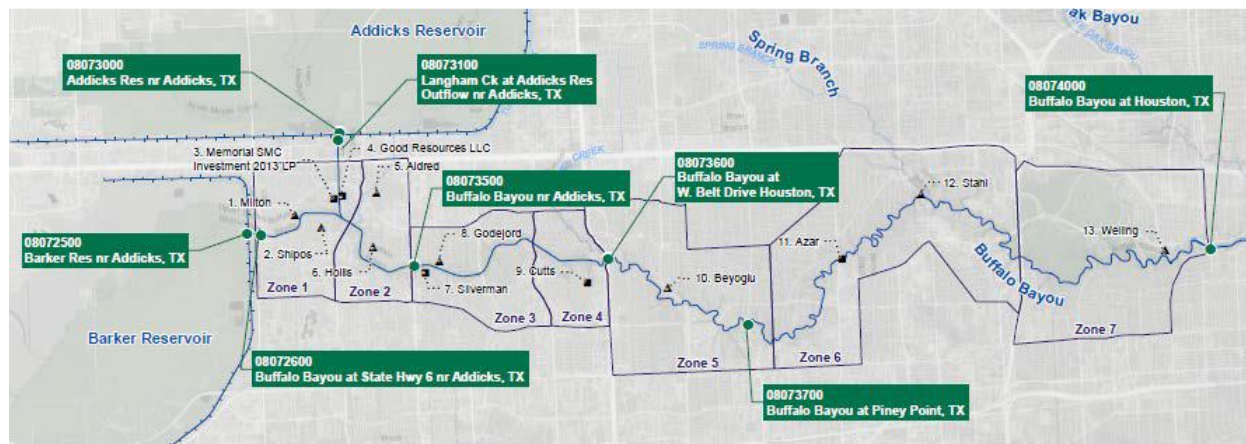 Addicks Reservoir
08073000
Addicks Res nr Addicks, TX
08073100
Langham Ck at Addicks Res
Outflow nr Addicks, TX
Spring Branch
SPRING BRANCH
ak Bayou
08074000
Buffalo Bayou at Houston, TX
3. Memorial SMC
Investment 2013 LP
4. Good Resources LLC
5. Aldred
08073500
Buffalo Bayou nr Addicks, TX
CREEK
08073600
Buffalo Bayou at
W. Belt Drive Houston, TX
12. Stahl
1. Milton
08072500
Barker Res nr Addicks, TX
2. Shipos
6. Hollis
8. Godejord
7. Silverman
9. Cutts
10. Beyoglu
11. Azar
13. Welling
Buffalo Bayou
Zone 1
Zone 2
Zone 3
Zone 4
Zone 5
Zone 6
Zone 7
Barker Reservoir
08072600
Buffalo Bayou at State Hwy 6 nr Addicks, TX
08073700
Buffalo Bayou at Piney Point, TX